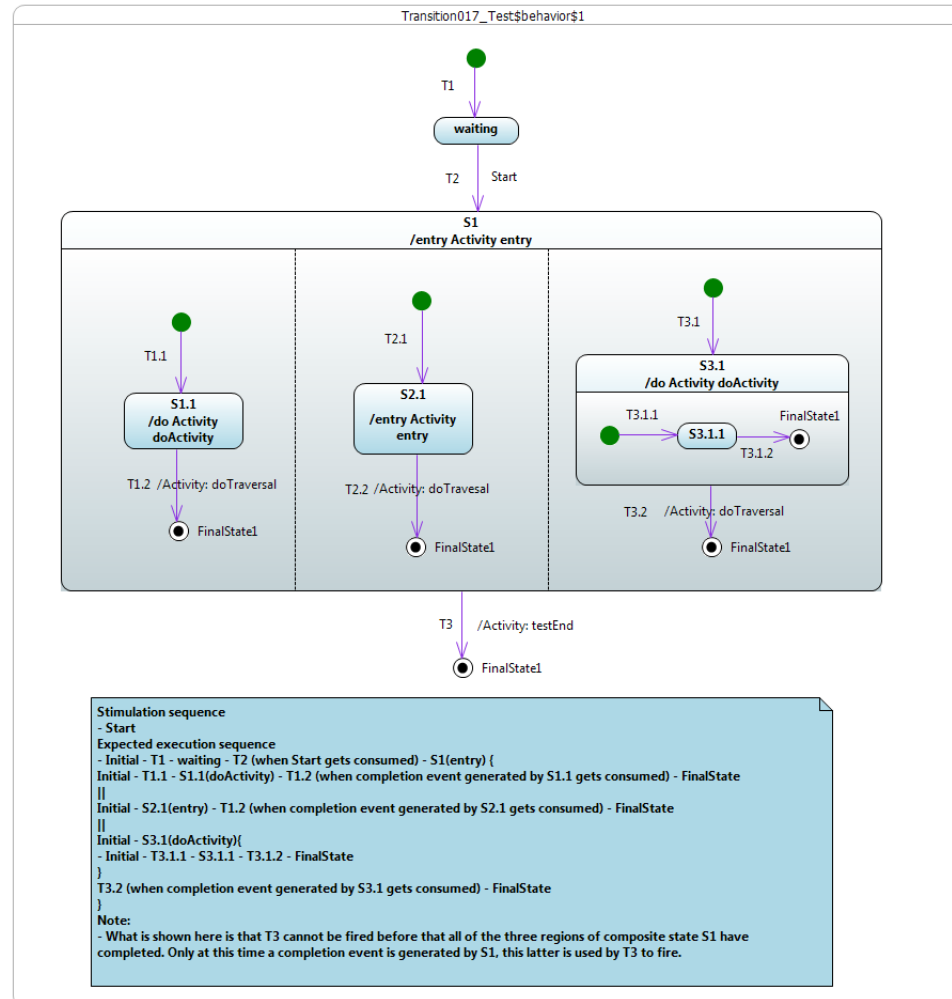 Transition017_Test$behavior$1
T1
waiting
T2 Start
S1
/entry Activity entry
T1.1
S1.1
/do Activity
doActivity
T1.2 /Activity: doTraversal
FinalState1
T2.1
S2.1
/entry Activity
entry
T2.2 /Activity: doTravesal
FinalState1
T3.1
S3.1
/do Activity doActivity
T3.1.1
S3.1.1
T3.1.2
FinalState1
T3.2 /Activity: doTraversal
FinalState1
T3 /Activity: testEnd
FinalState1
Stimulation sequence
- Start
Expected execution sequence
- Initial - T1 - waiting - T2 (when Start gets consumed) - S1(entry) {
Initial - T1.1 - S1.1(doActivity) - T1.2 (when completion event generated by S1.1 gets consumed) - FinalState
||
Initial - S2.1(entry) - T1.2 (when completion event generated by S2.1 gets consumed) - FinalState
||
Initial - S3.1(doActivity){
- Initial - T3.1.1 - S3.1.1 - T3.1.2 - FinalState
}
T3.2 (when completion event generated by S3.1 gets consumed) - FinalState
}
Note:
- What is shown here is that T3 cannot be fired before that all of the three regions of composite state S1 have
completed. Only at this time a completion event is generated by S1, this latter is used by T3 to fire.